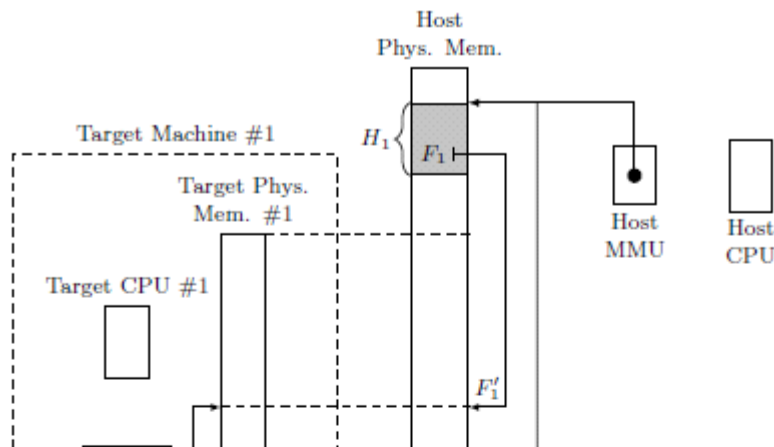 Host
Phys. Mem.
Target Machine #1
H₁
F₁
Target Phys.
Mem. #1
Host
MMU
Host
CPU
Target CPU #1
F₁′